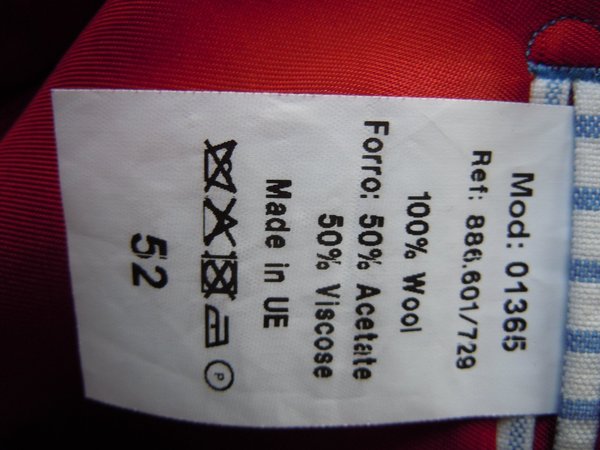 Mod: 01365
Ref: 886.601/729
100% Wool
Forro: 50% Acetate
50% Viscose
Made in UE
P
52